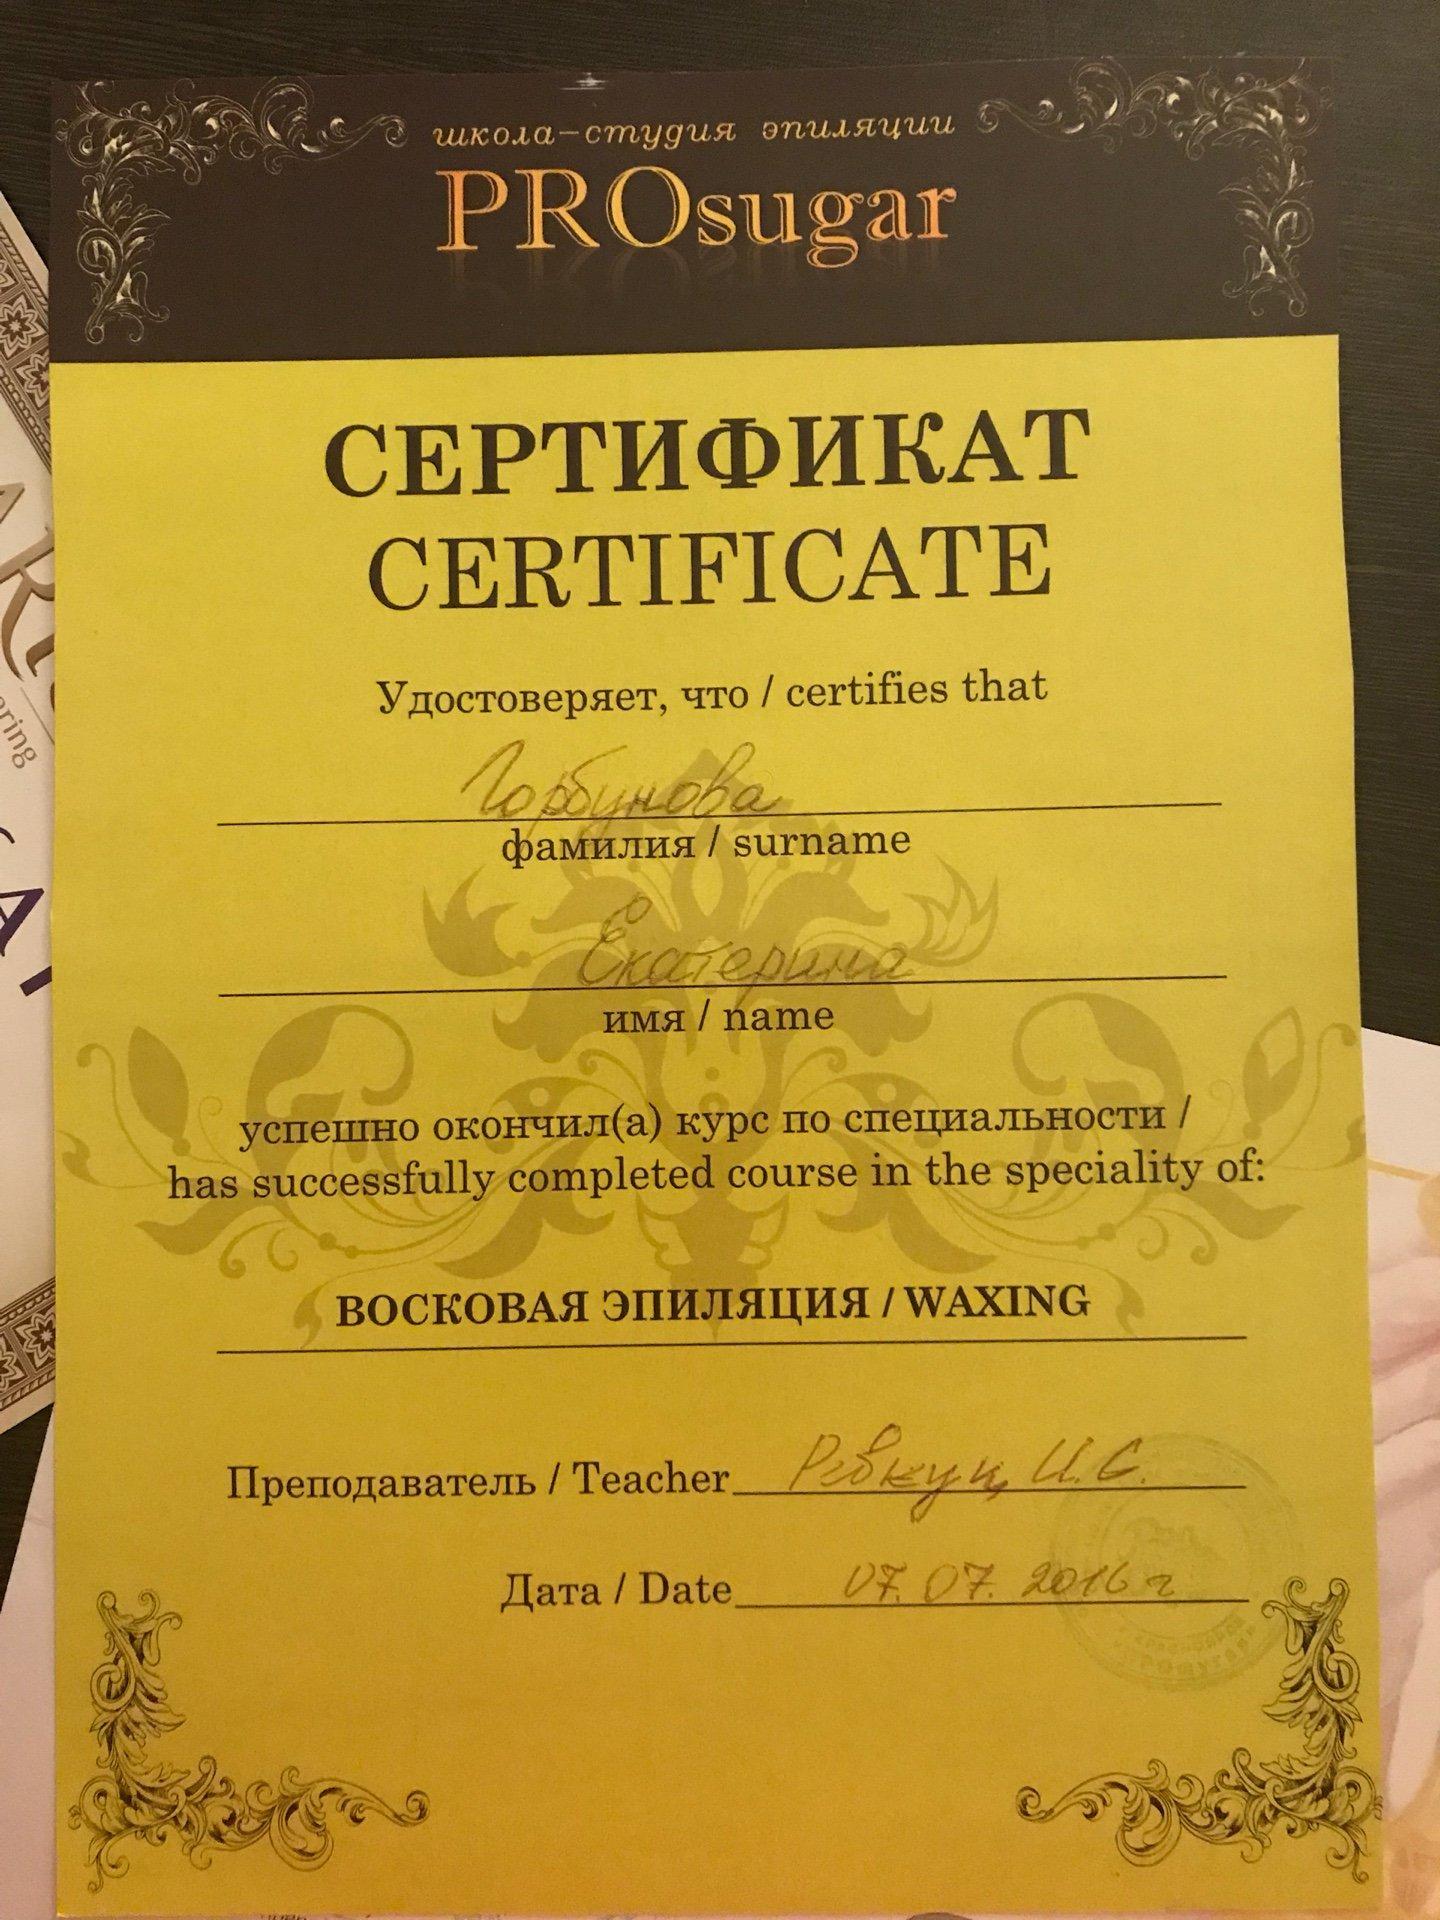 школа-студия эпиляции
PROsugar
СЕРТИФИКАТ
CERTIFICATE
Удостоверяет, что / certifies that
Горбунова
фамилия / surname
Екатерина
имя / name
успешно окончил(а) курс по специальности /
has successfully completed course in the speciality of:
ВОСКОВАЯ ЭПИЛЯЦИЯ / WAXING
Преподаватель / Teacher Ревкуц И.С.
Дата / Date 07.07.2016 г
ering